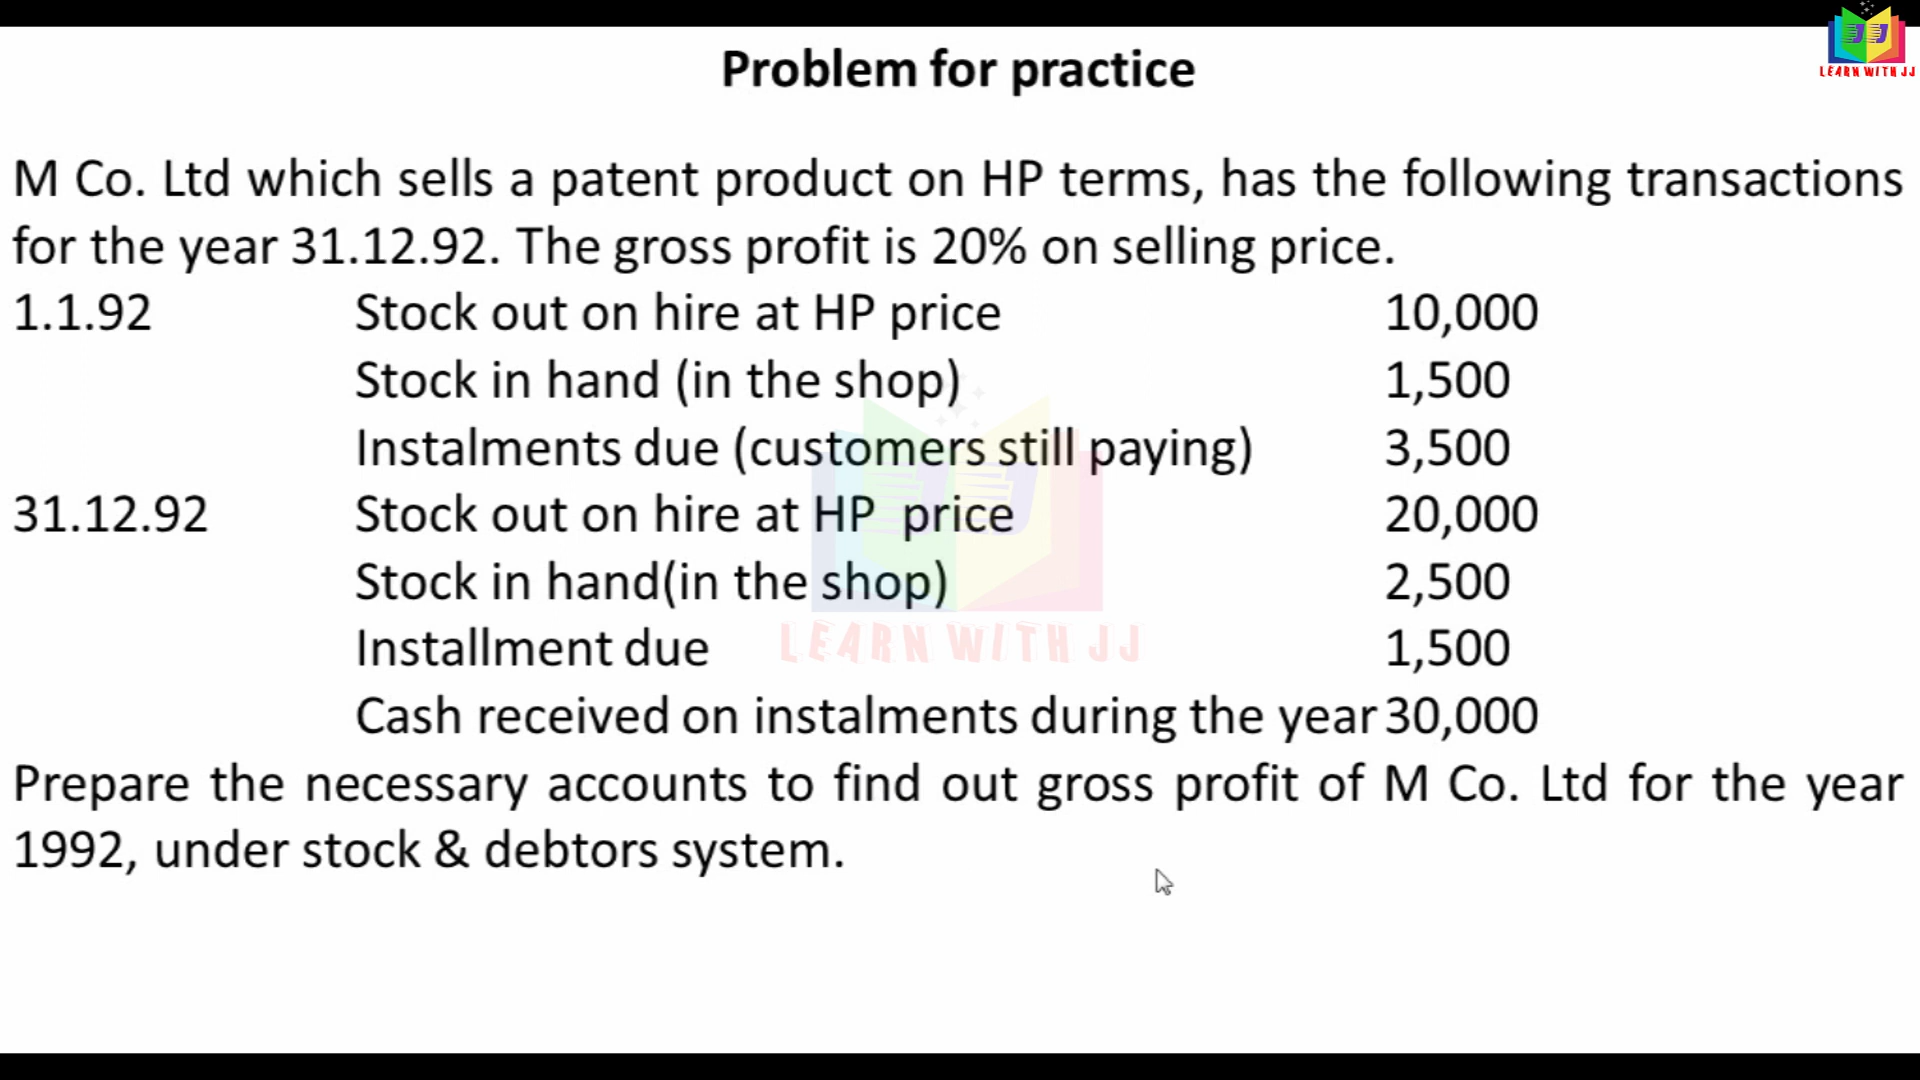 LEARN WITH JJ
Problem for practice
M Co. Ltd which sells a patent product on HP terms, has the following transactions
for the year 31.12.92. The gross profit is 20% on selling price.
1.1.92 Stock out on hire at HP price 10,000
Stock in hand (in the shop) 1,500
Instalments due (customers still paying) 3,500
31.12.92 Stock out on hire at HP price 20,000
Stock in hand(in the shop) 2,500
Installment due 1,500
LEARN WITH JJ
Cash received on instalments during the year 30,000
Prepare the necessary accounts to find out gross profit of M Co. Ltd for the year
1992, under stock & debtors system.